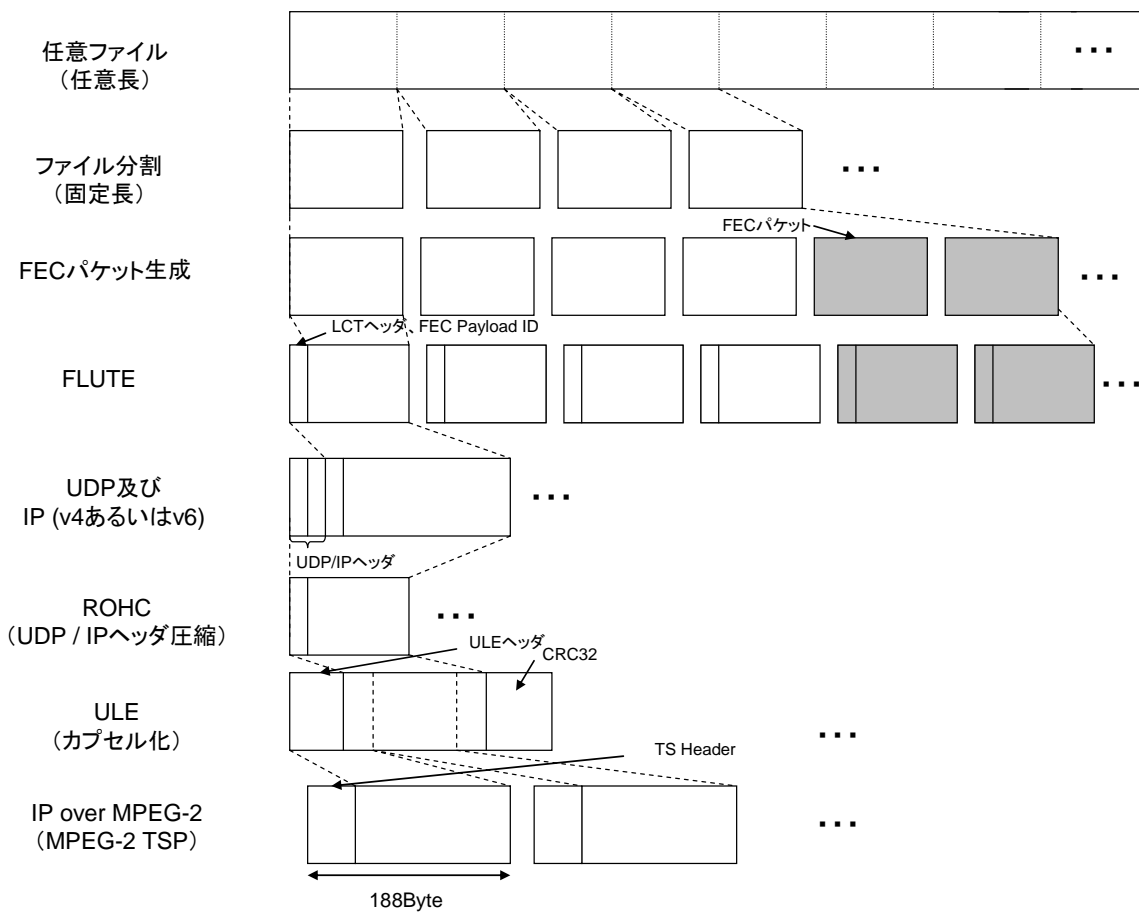 任意ファイル
（任意長）
ファイル分割
（固定長）
FECパケット
FECパケット生成
LCTヘッダ FEC Payload ID
FLUTE
UDP及び
IP (v4あるいはv6)
UDP/IPヘッダ
ROHC
（UDP / IPヘッダ圧縮）
ULEヘッダ
CRC32
ULE
（カプセル化）
TS Header
IP over MPEG-2
（MPEG-2 TSP）
188Byte